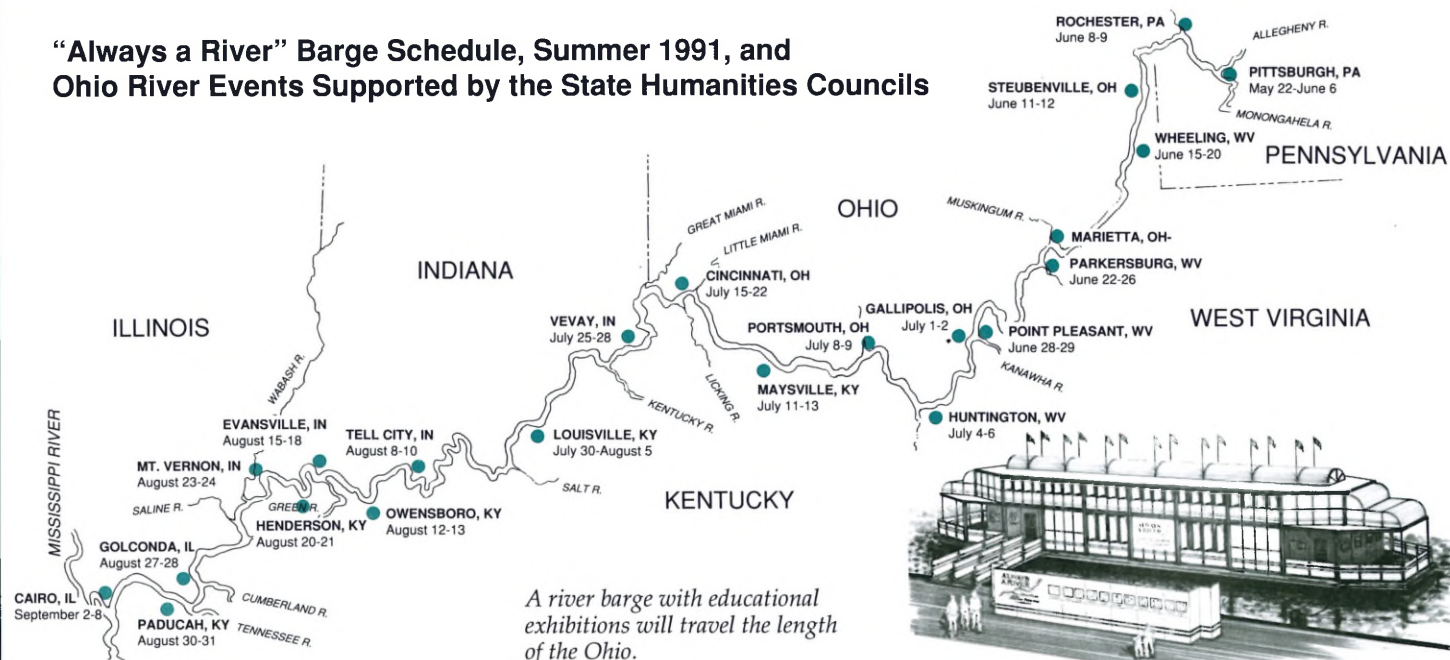 “Always a River” Barge Schedule, Summer 1991, and
Ohio River Events Supported by the State Humanities Councils
ROCHESTER, PA
June 8-9
ALLEGHENY R.
PITTSBURGH, PA
May 22-June 6
MONONGAHELA R.
STEUBENVILLE, OH
June 11-12
WHEELING, WV
June 15-20
PENNSYLVANIA
OHIO
MUSKINGUM R.
MARIETTA, OH-
PARKERSBURG, WV
June 22-26
WEST VIRGINIA
GREAT MIAMI R.
LITTLE MIAMI R.
INDIANA
CINCINNATI, OH
July 15-22
GALLIPOLIS, OH
July 1-2
POINT PLEASANT, WV
June 28-29
KANAWHA R.
ILLINOIS
VEVAY, IN
July 25-28
PORTSMOUTH, OH
July 8-9
MAYSVILLE, KY
July 11-13
LICKING R.
KENTUCKY R.
HUNTINGTON, WV
July 4-6
WABASH R.
EVANSVILLE, IN
August 15-18
TELL CITY, IN
August 8-10
LOUISVILLE, KY
July 30-August 5
MISSISSIPPI RIVER
MT. VERNON, IN
August 23-24
SALT R.
KENTUCKY
SALINE R.
GREEN R.
HENDERSON, KY
August 20-21
OWENSBORO, KY
August 12-13
GOLCONDA, IL
August 27-28
CAIRO, IL
September 2-8
CUMBERLAND R.
PADUCAH, KY
August 30-31
TENNESSEE R.
A river barge with educational
exhibitions will travel the length
of the Ohio.